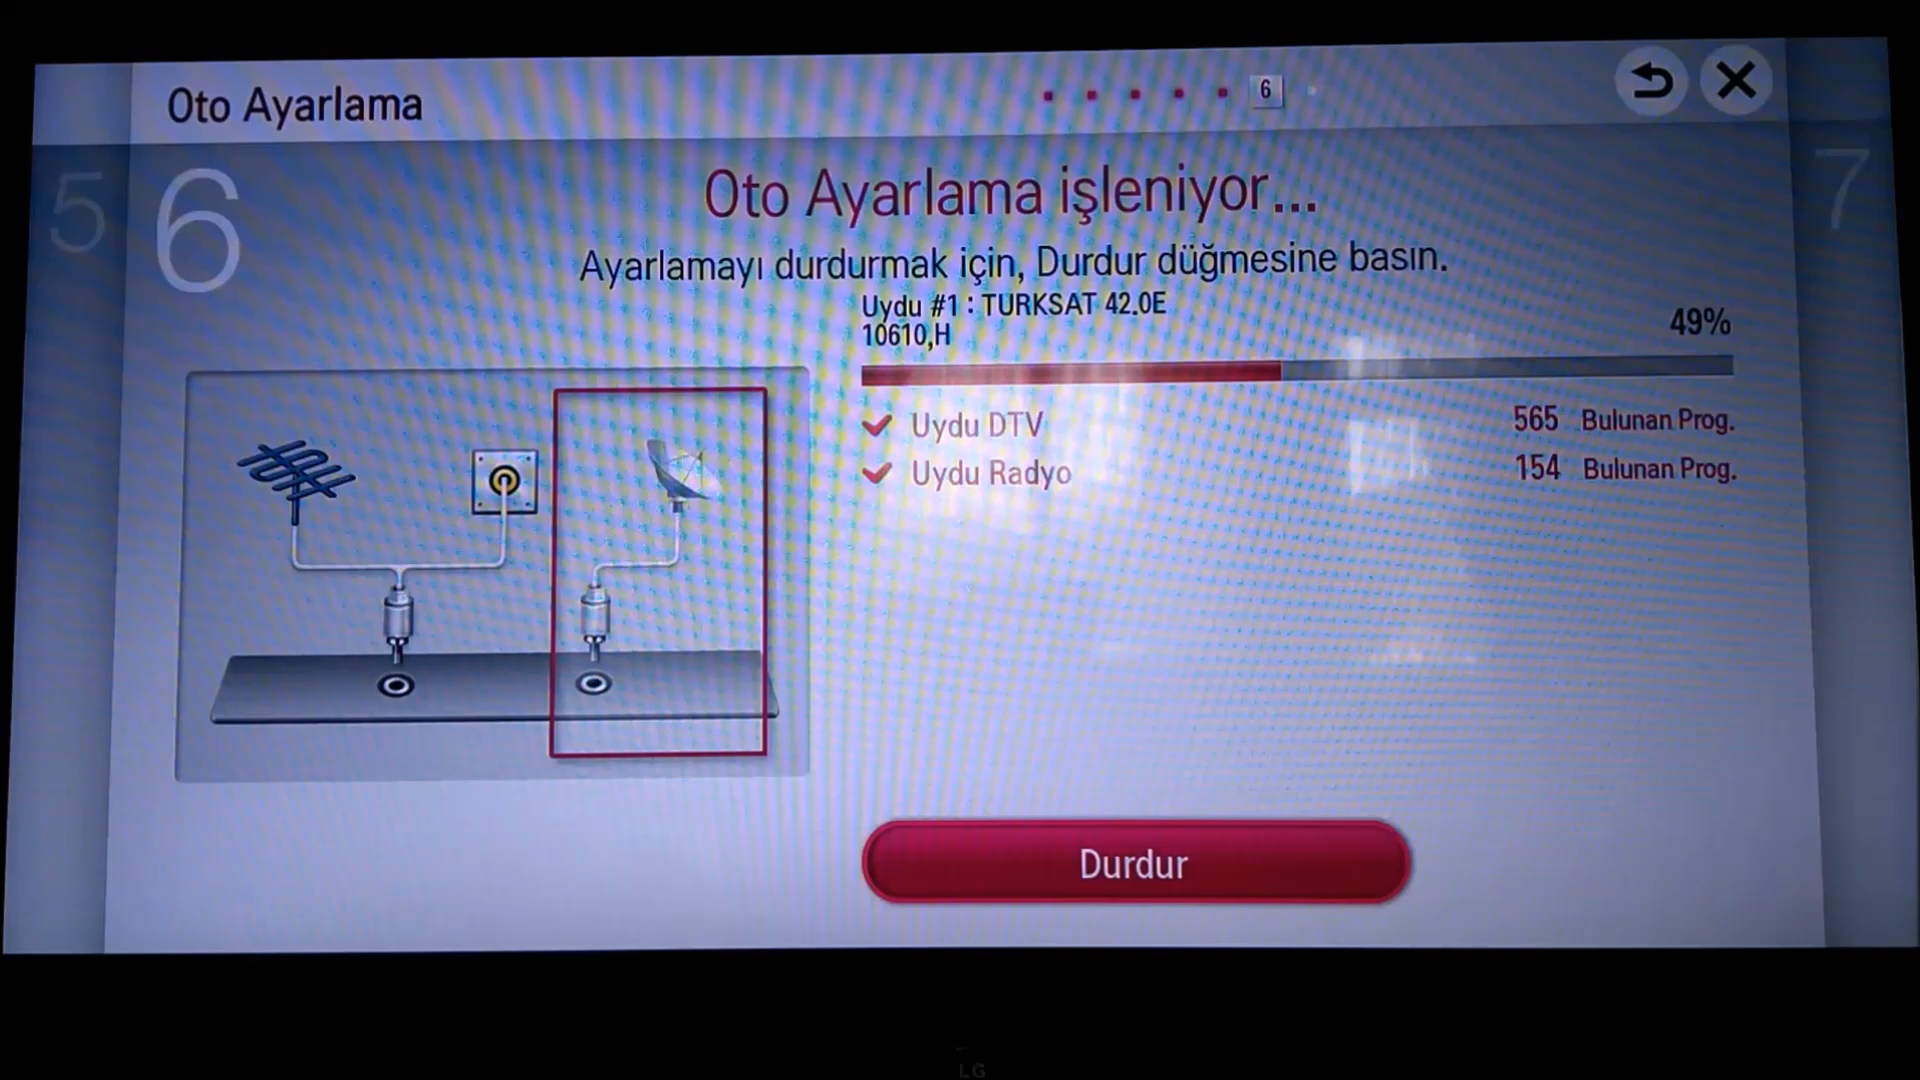 Oto Ayarlama
6
5
6
7
Oto Ayarlama işleniyor...
Ayarlamayı durdurmak için, Durdur düğmesine basın.
Uydu #1 : TURKSAT 42.0E
10610,H
49%
Uydu DTV 565 Bulunan Prog.
Uydu Radyo 154 Bulunan Prog.
Durdur
LG